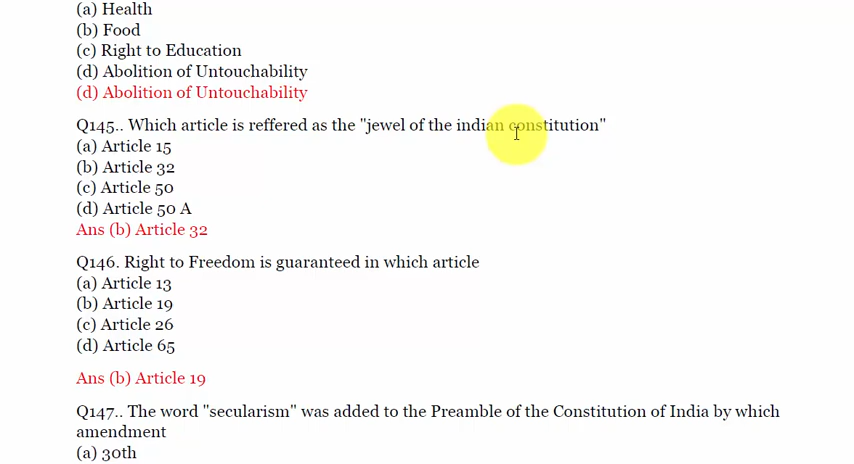 (a) Health
(b) Food
(c) Right to Education
(d) Abolition of Untouchability
(d) Abolition of Untouchability
Q145.. Which article is reffered as the "jewel of the indian constitution"
(a) Article 15
(b) Article 32
(c) Article 50
(d) Article 50 A
Ans (b) Article 32
Q146. Right to Freedom is guaranteed in which article
(a) Article 13
(b) Article 19
(c) Article 26
(d) Article 65
Ans (b) Article 19
Q147.. The word "secularism" was added to the Preamble of the Constitution of India by which
amendment
(a) 30th